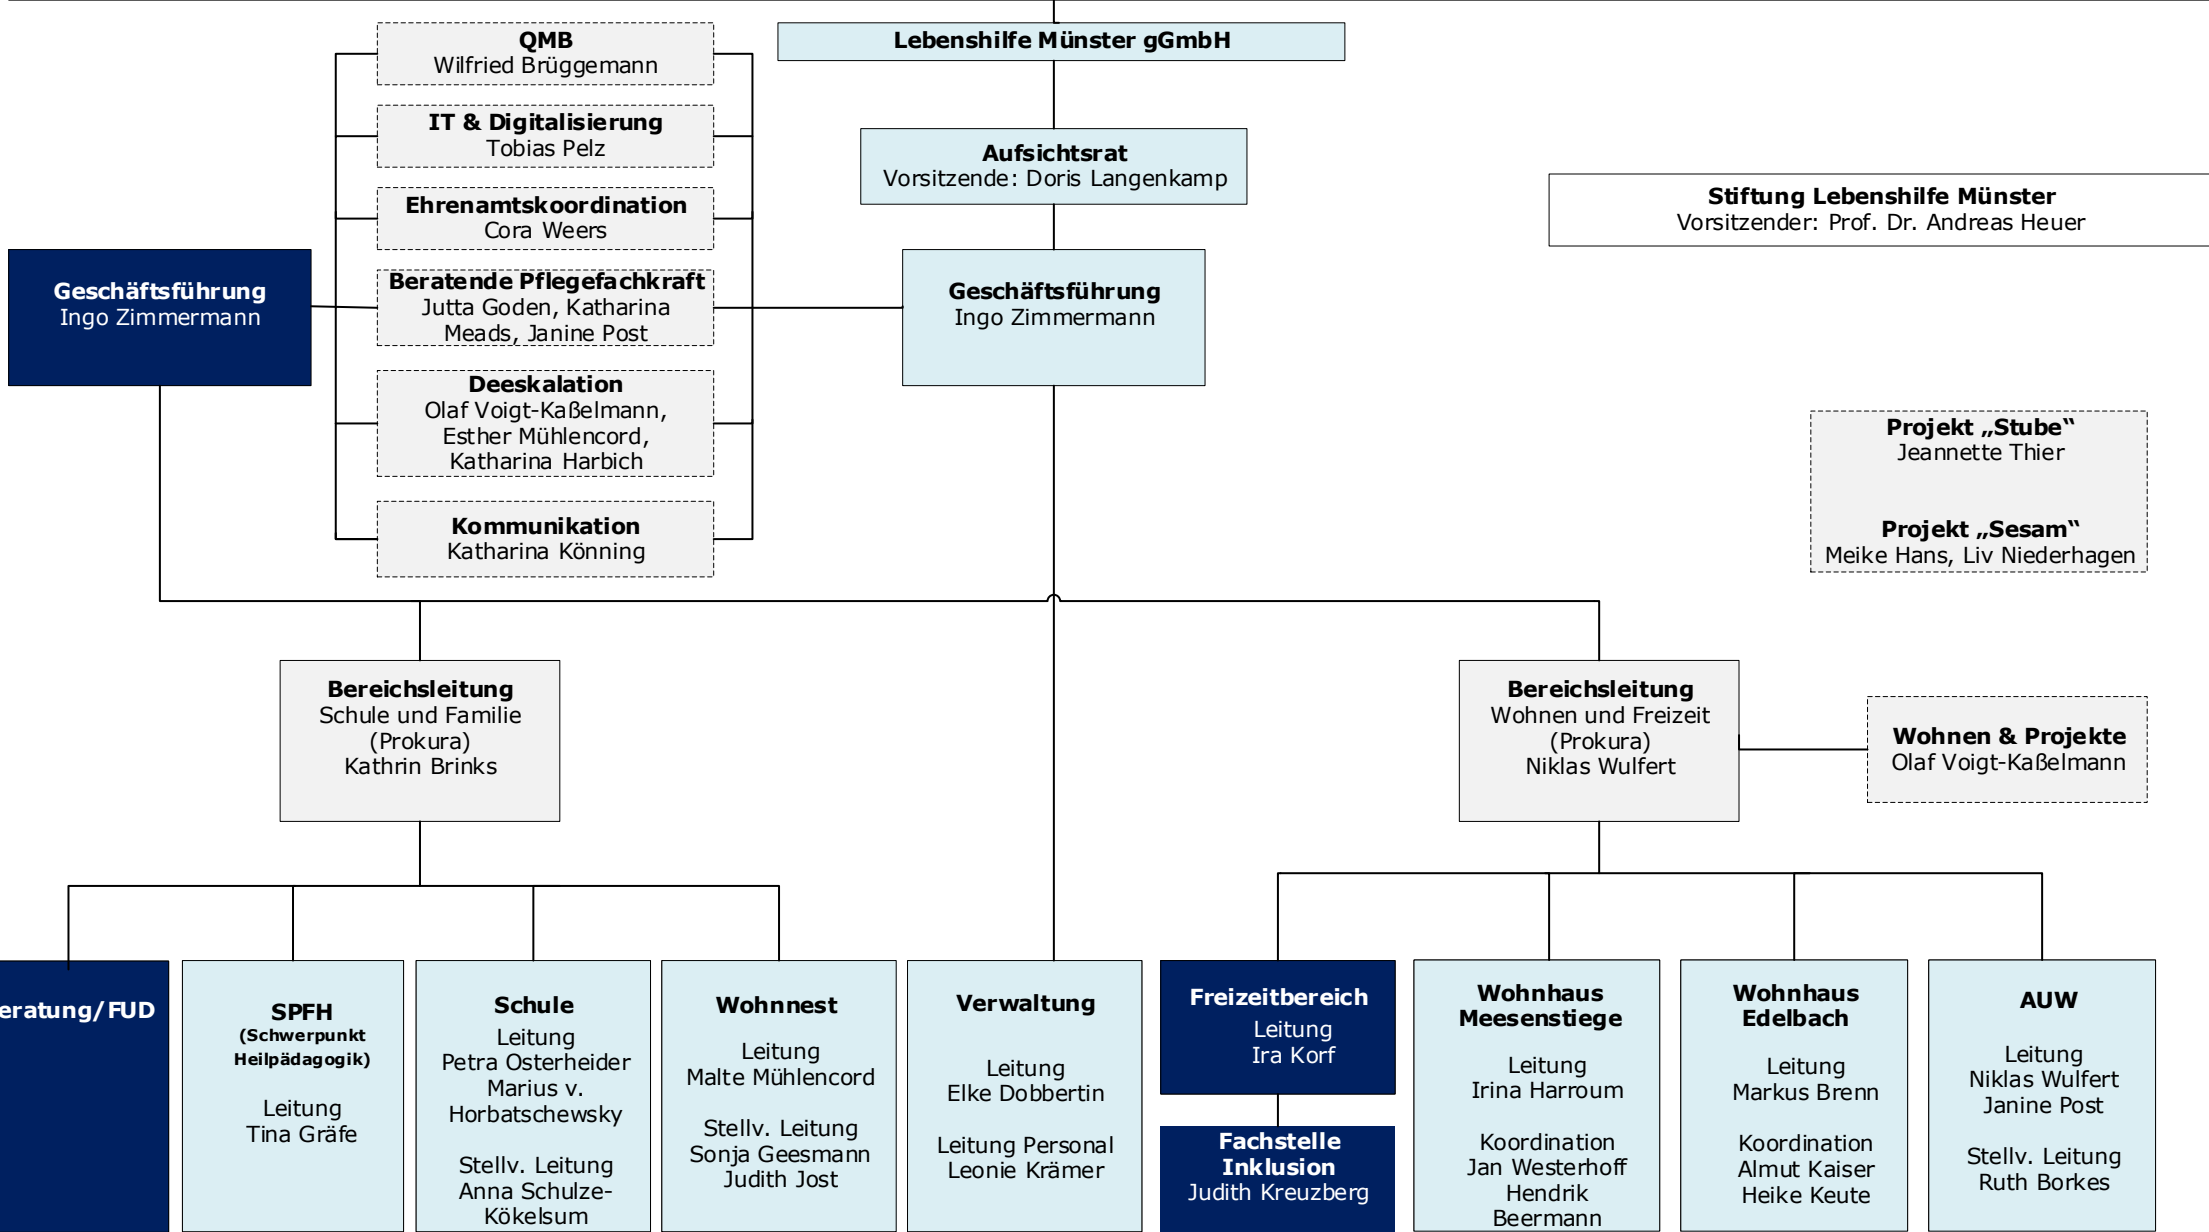 QMB
Wilfried Brüggemann
Lebenshilfe Münster gGmbH
IT & Digitalisierung
Tobias Pelz
Aufsichtsrat
Vorsitzende: Doris Langenkamp
Stiftung Lebenshilfe Münster
Vorsitzender: Prof. Dr. Andreas Heuer
Ehrenamtskoordination
Cora Weers
Geschäftsführung
Ingo Zimmermann
Beratende Pflegefachkraft
Jutta Goden, Katharina
Meads, Janine Post
Geschäftsführung
Ingo Zimmermann
Deeskalation
Olaf Voigt-Kaßelmann,
Esther Mühlencord,
Katharina Harbich
Projekt „Stube“
Jeannette Thier
Projekt „Sesam“
Meike Hans, Liv Niederhagen
Kommunikation
Katharina Könning
Bereichsleitung
Schule und Familie
(Prokura)
Kathrin Brinks
Bereichsleitung
Wohnen und Freizeit
(Prokura)
Niklas Wulfert
Wohnen & Projekte
Olaf Voigt-Kaßelmann
eratung/FUD
SPFH
(Schwerpunkt
Heilpädagogik)
Leitung
Tina Gräfe
Schule
Leitung
Petra Osterheider
Marius v.
Horbatschewsky
Stellv. Leitung
Anna Schulze-
Kökelsum
Wohnnest
Leitung
Malte Mühlencord
Stellv. Leitung
Sonja Geesmann
Judith Jost
Verwaltung
Leitung
Elke Dobbertin
Leitung Personal
Leonie Krämer
Freizeitbereich
Leitung
Ira Korf
Fachstelle
Inklusion
Judith Kreuzberg
Wohnhaus
Meesenstiege
Leitung
Irina Harroum
Koordination
Jan Westerhoff
Hendrik
Beermann
Wohnhaus
Edelbach
Leitung
Markus Brenn
Koordination
Almut Kaiser
Heike Keute
AUW
Leitung
Niklas Wulfert
Janine Post
Stellv. Leitung
Ruth Borkes